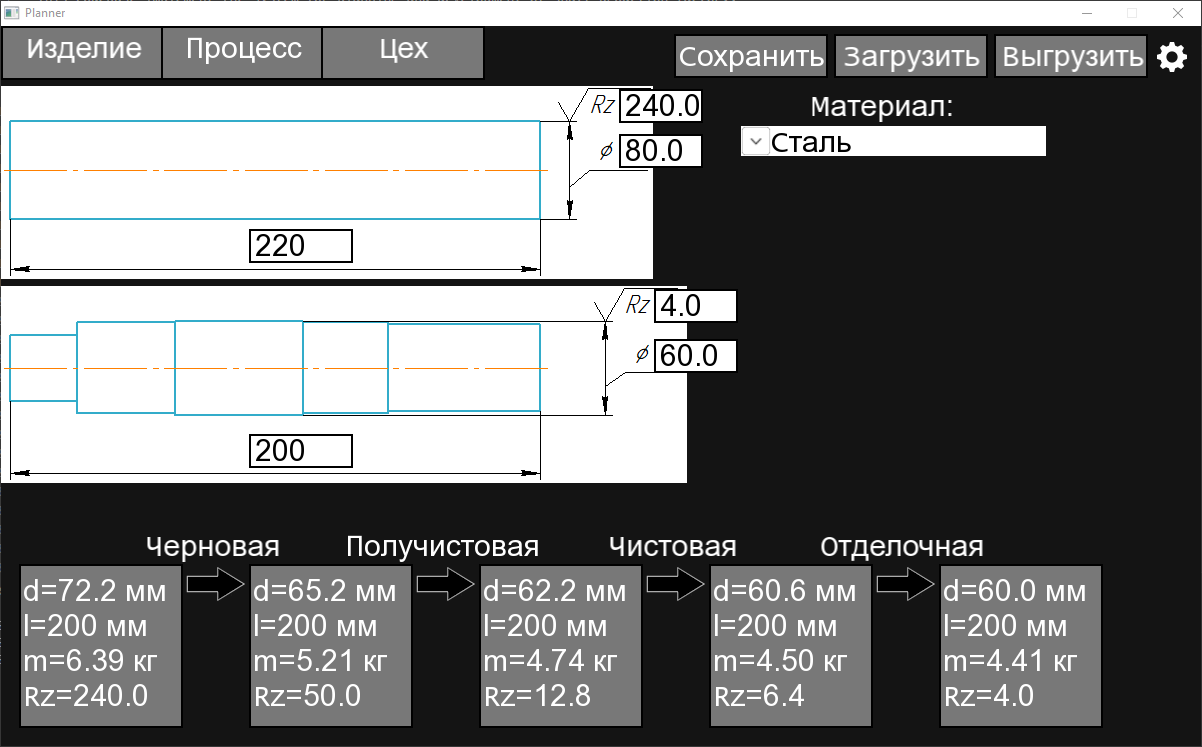 Planner
Изделие Процесс Цех Сохранить Загрузить Выгрузить
Rz 240.0
⌀ 80.0
220
Материал:
Сталь
Rz 4.0
⌀ 60.0
200
Черновая Получистовая Чистовая Отделочная
d=72.2 мм
l=200 мм
m=6.39 кг
Rz=240.0
d=65.2 мм
l=200 мм
m=5.21 кг
Rz=50.0
d=62.2 мм
l=200 мм
m=4.74 кг
Rz=12.8
d=60.6 мм
l=200 мм
m=4.50 кг
Rz=6.4
d=60.0 мм
l=200 мм
m=4.41 кг
Rz=4.0